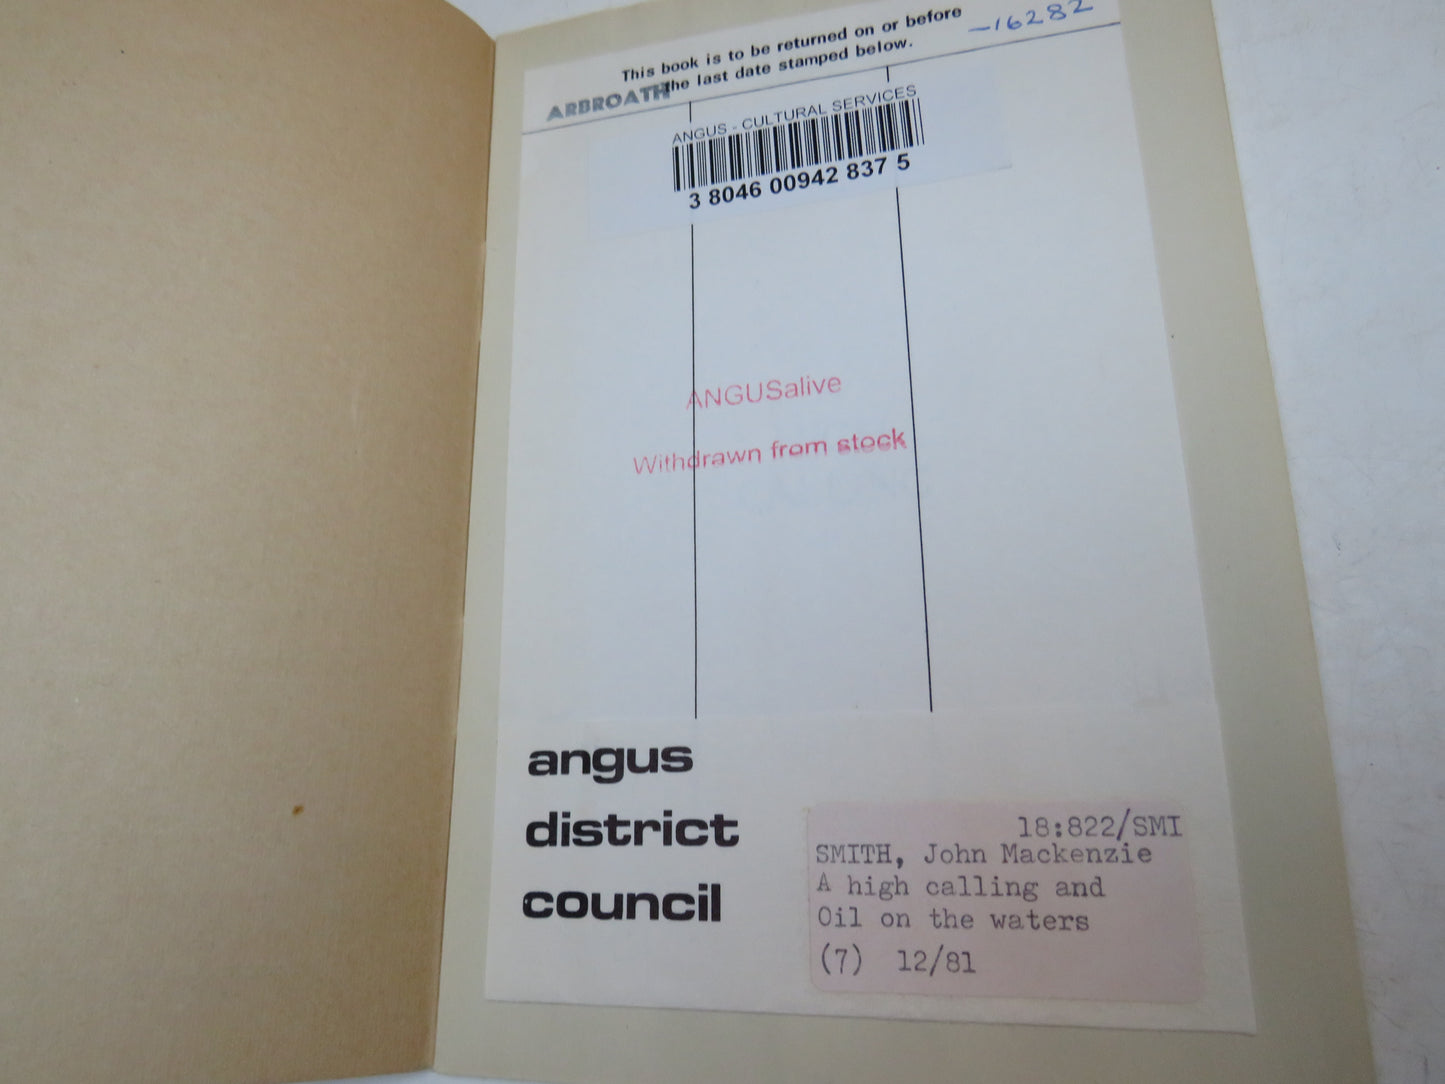 This book is to be returned on or before
the last date stamped below.
-16282
ARBROATH
ANGUS - CULTURAL SERVICES
3 8046 00942 837 5
ANGUSalive
Withdrawn from stock
angus
district
council
18:822/SMI
SMITH, John Mackenzie
A high calling and
Oil on the waters
(7) 12/81